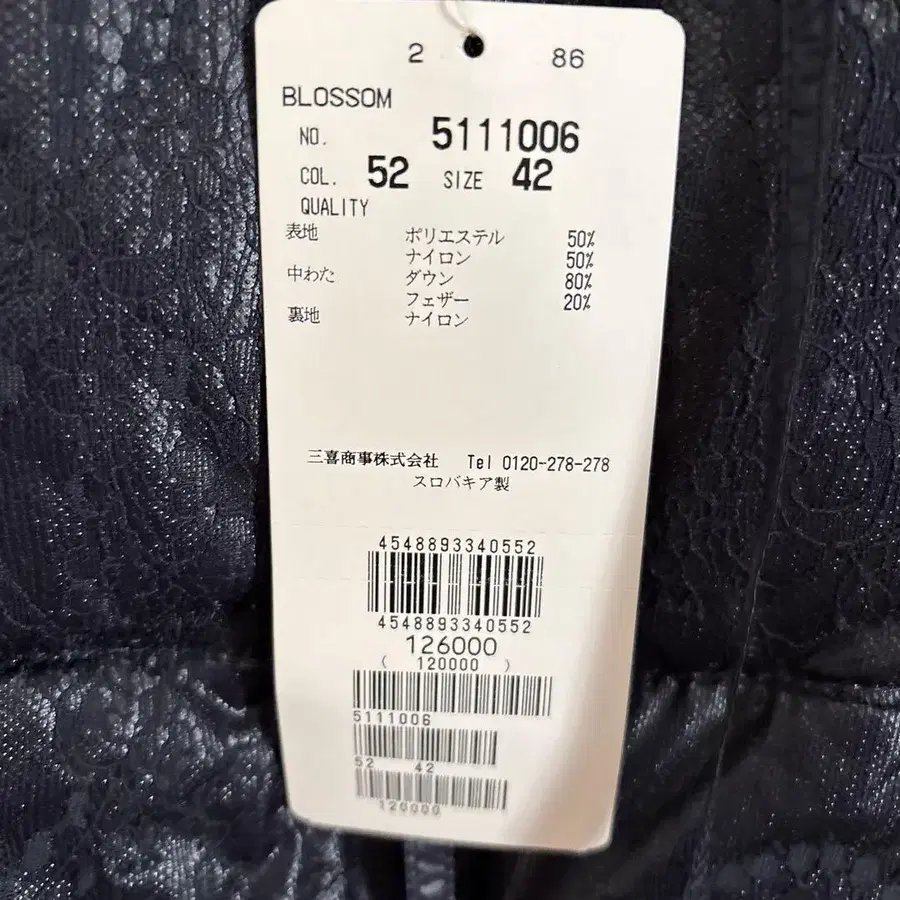 2 86
BLOSSOM
NO. 5111006
COL. 52 SIZE 42
QUALITY
表地 ポリエステル 50%
ナイロン 50%
中わた ダウン 80%
フェザー 20%
裏地 ナイロン
三喜商事株式会社 Tel 0120-278-278
スロバキア製
4548893340552
4548893340552
126000
( 120000 )
5111006
52 42
120000